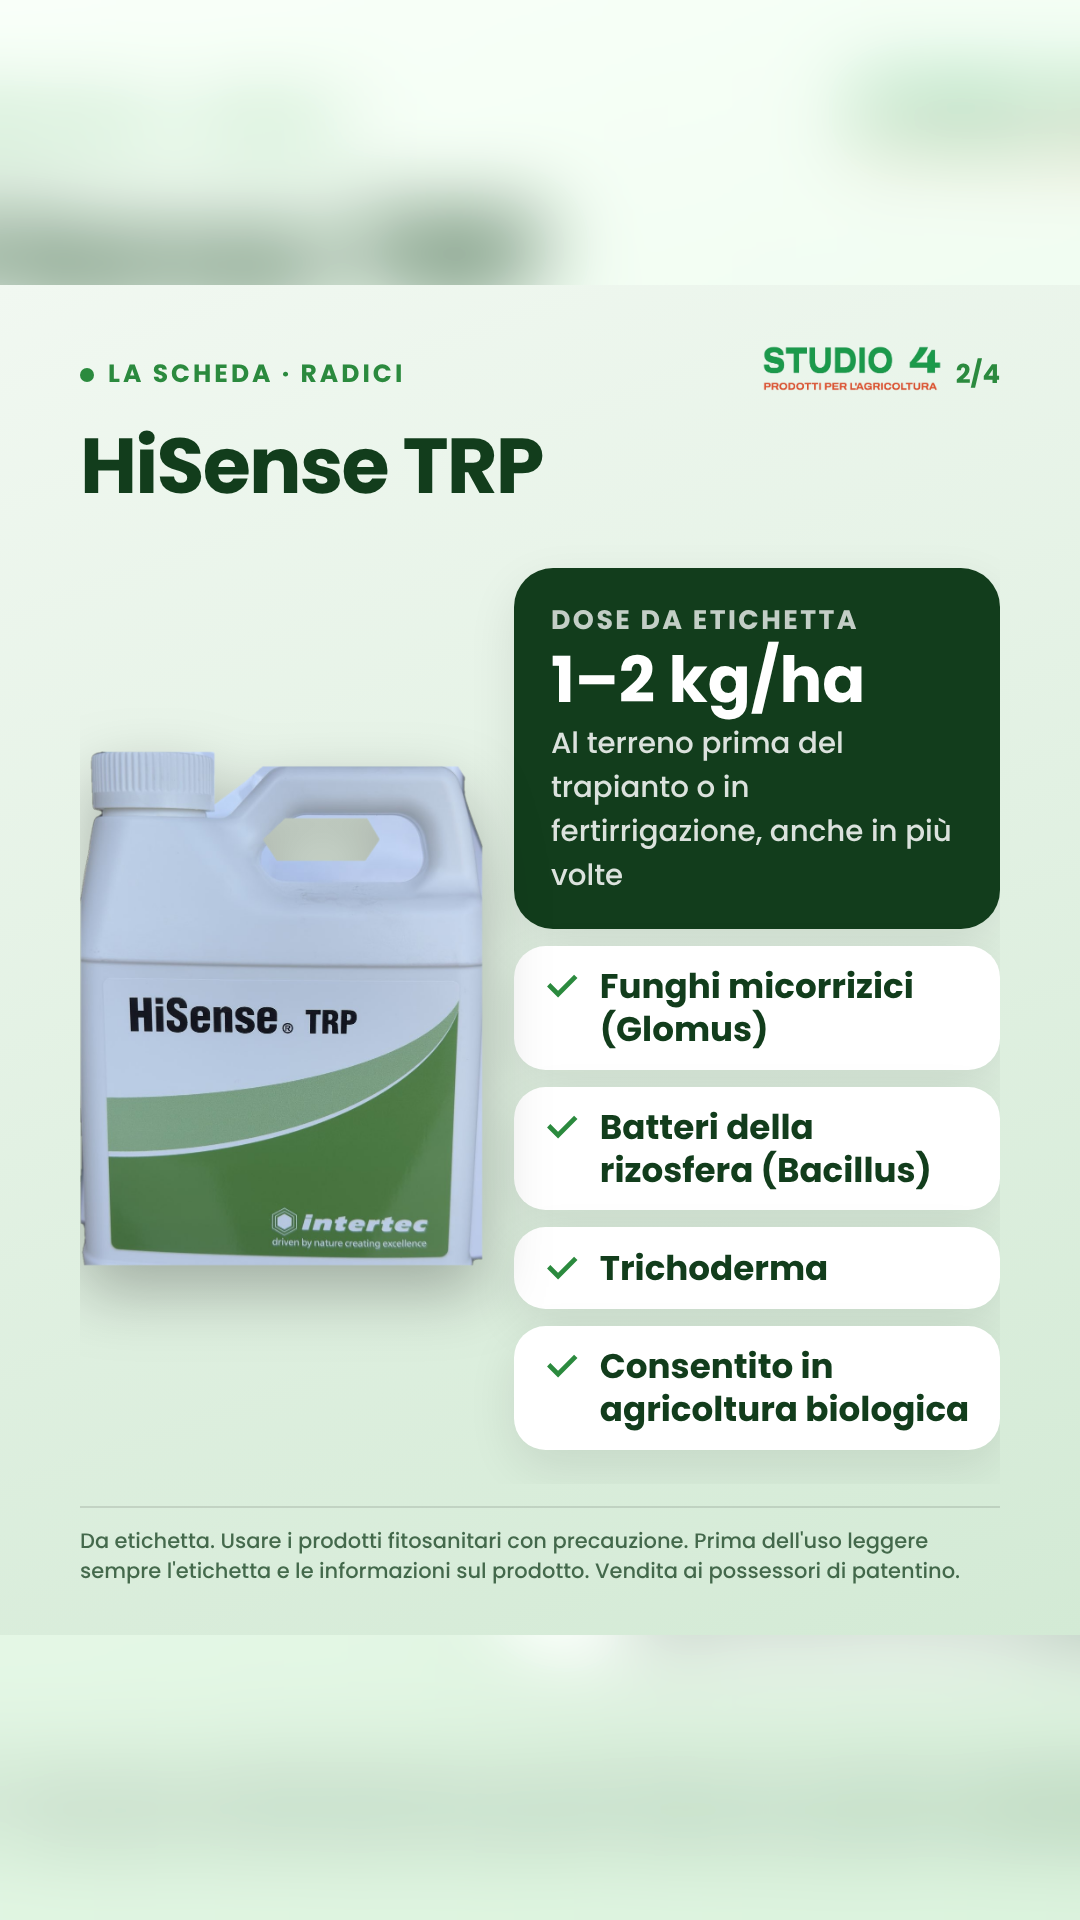 LA SCHEDA · RADICI
STUDIO 4
PRODOTTI PER L'AGRICOLTURA
2/4
HiSense TRP
DOSE DA ETICHETTA
1–2 kg/ha
Al terreno prima del
trapianto o in
fertirrigazione, anche in più
volte
HiSense® TRP
intertec
driven by nature creating excellence
Funghi micorrizici
(Glomus)
Batteri della
rizosfera (Bacillus)
Trichoderma
Consentito in
agricoltura biologica
Da etichetta. Usare i prodotti fitosanitari con precauzione. Prima dell'uso leggere
sempre l'etichetta e le informazioni sul prodotto. Vendita ai possessori di patentino.